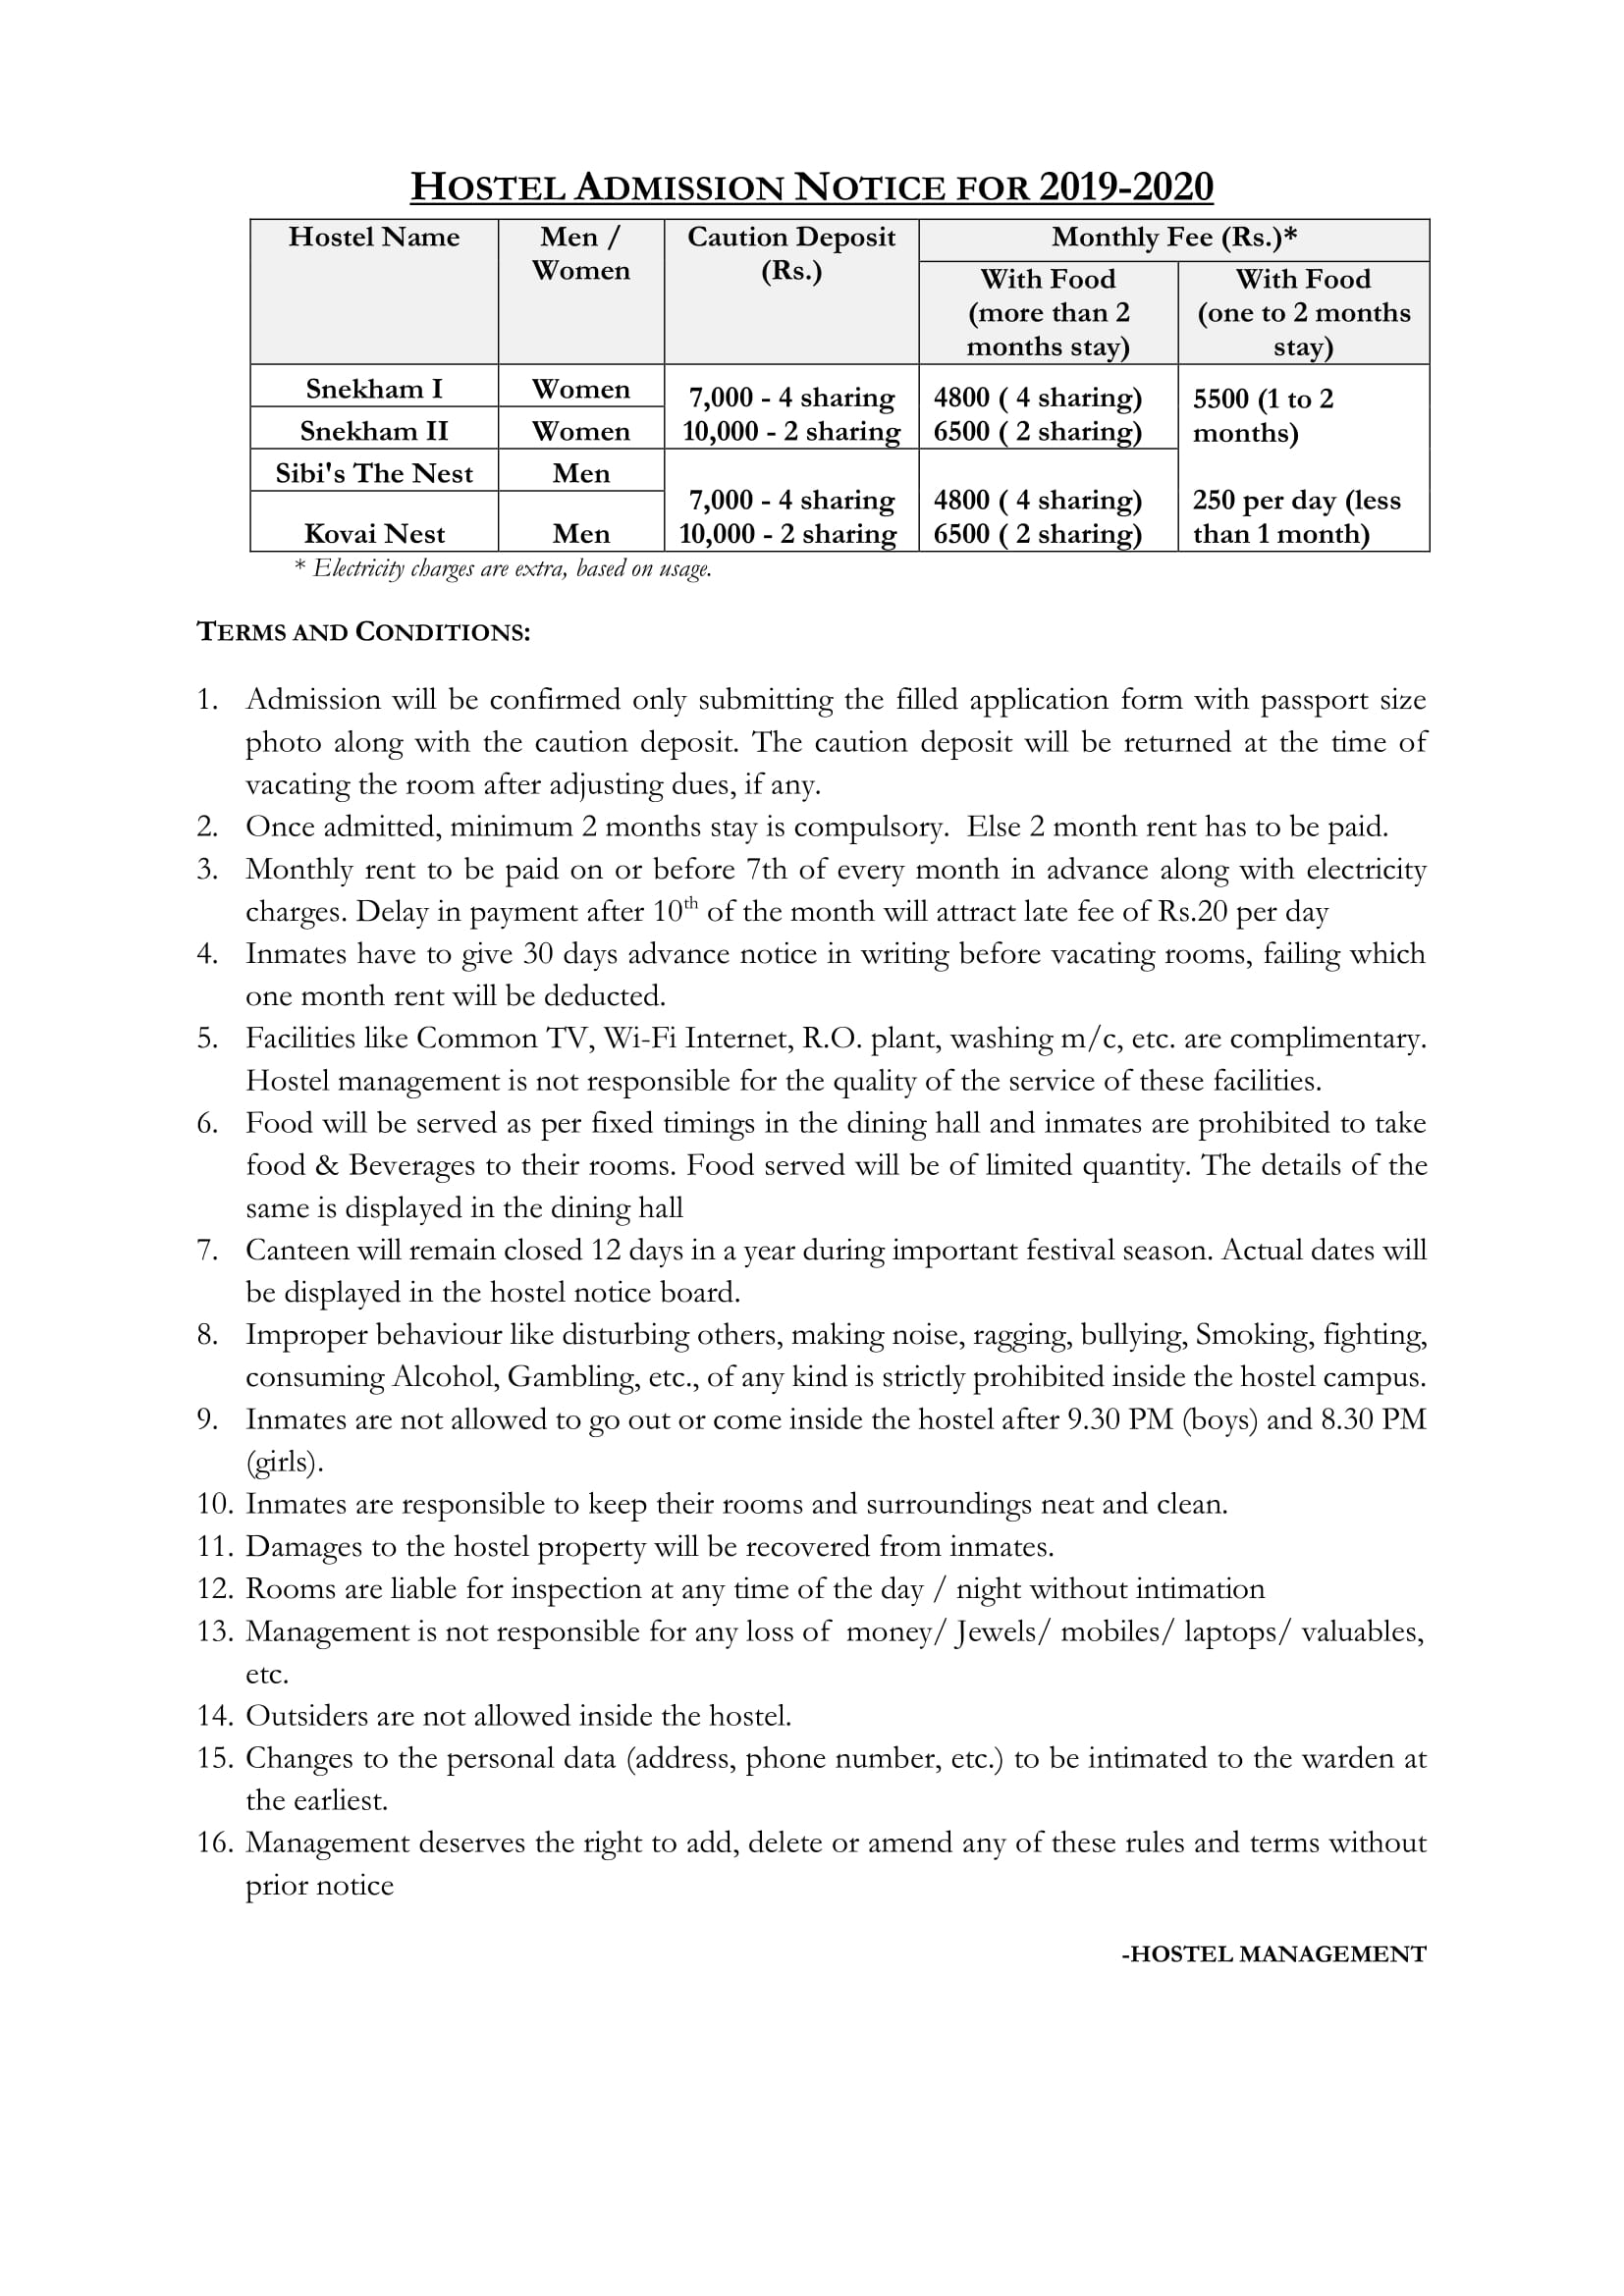 HOSTEL ADMISSION NOTICE FOR 2019-2020
Hostel Name Men / Women Caution Deposit (Rs.) Monthly Fee (Rs.)*
With Food (more than 2 months stay) With Food (one to 2 months stay)
Snekham I Women 7,000 - 4 sharing 4800 ( 4 sharing) 5500 (1 to 2
Snekham II Women 10,000 - 2 sharing 6500 ( 2 sharing) months)
Sibi's The Nest Men
7,000 - 4 sharing 4800 ( 4 sharing) 250 per day (less
Kovai Nest Men 10,000 - 2 sharing 6500 ( 2 sharing) than 1 month)
* Electricity charges are extra, based on usage.
TERMS AND CONDITIONS:
1. Admission will be confirmed only submitting the filled application form with passport size
photo along with the caution deposit. The caution deposit will be returned at the time of
vacating the room after adjusting dues, if any.
2. Once admitted, minimum 2 months stay is compulsory. Else 2 month rent has to be paid.
3. Monthly rent to be paid on or before 7th of every month in advance along with electricity
charges. Delay in payment after 10th of the month will attract late fee of Rs.20 per day
4. Inmates have to give 30 days advance notice in writing before vacating rooms, failing which
one month rent will be deducted.
5. Facilities like Common TV, Wi-Fi Internet, R.O. plant, washing m/c, etc. are complimentary.
Hostel management is not responsible for the quality of the service of these facilities.
6. Food will be served as per fixed timings in the dining hall and inmates are prohibited to take
food & Beverages to their rooms. Food served will be of limited quantity. The details of the
same is displayed in the dining hall
7. Canteen will remain closed 12 days in a year during important festival season. Actual dates will
be displayed in the hostel notice board.
8. Improper behaviour like disturbing others, making noise, ragging, bullying, Smoking, fighting,
consuming Alcohol, Gambling, etc., of any kind is strictly prohibited inside the hostel campus.
9. Inmates are not allowed to go out or come inside the hostel after 9.30 PM (boys) and 8.30 PM
(girls).
10. Inmates are responsible to keep their rooms and surroundings neat and clean.
11. Damages to the hostel property will be recovered from inmates.
12. Rooms are liable for inspection at any time of the day / night without intimation
13. Management is not responsible for any loss of money/ Jewels/ mobiles/ laptops/ valuables,
etc.
14. Outsiders are not allowed inside the hostel.
15. Changes to the personal data (address, phone number, etc.) to be intimated to the warden at
the earliest.
16. Management deserves the right to add, delete or amend any of these rules and terms without
prior notice
-HOSTEL MANAGEMENT